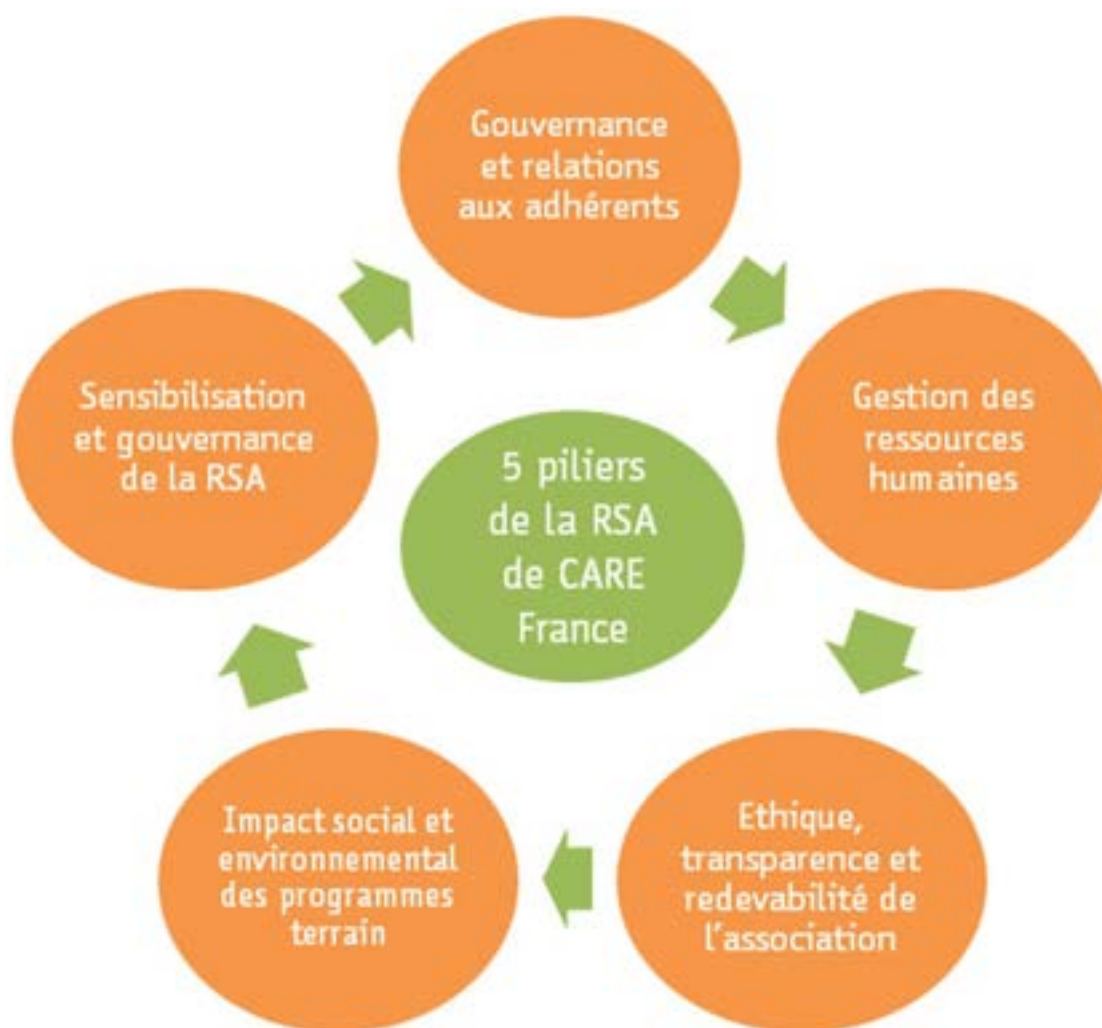 Gouvernance
et relations
aux adhérents
Gestion des
ressources
humaines
Ethique,
transparence et
redevabilité de
l'association
Impact social et
environnemental
des programmes
terrain
Sensibilisation
et gouvernance
de la RSA
5 piliers
de la RSA
de CARE
France